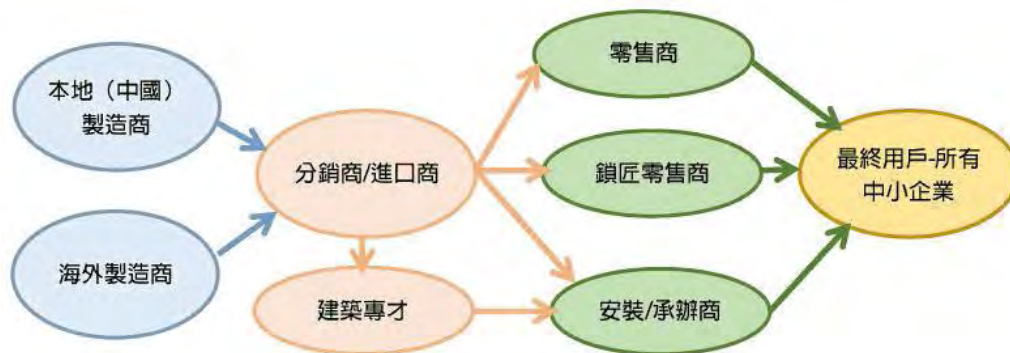 本地（中國）
製造商
海外製造商
分銷商/進口商
建築專才
零售商
鎖匠零售商
安裝/承辦商
最終用戶-所有
中小企業